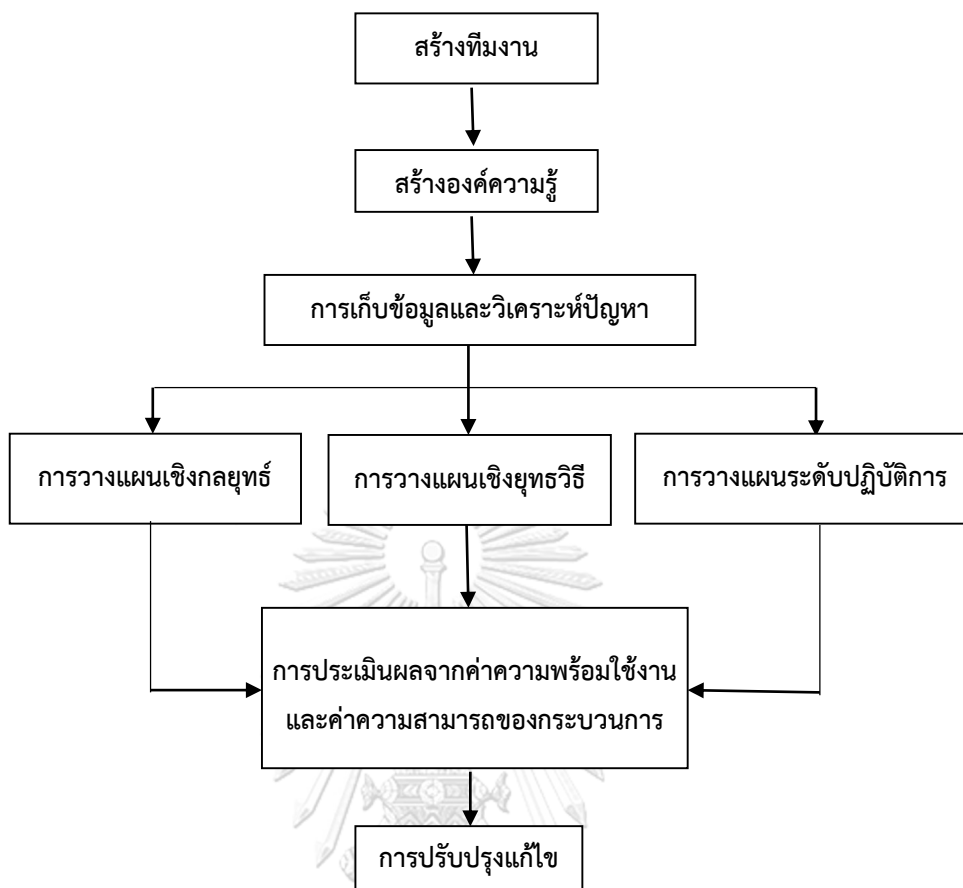 สร้างทีมงาน
สร้างองค์ความรู้
การเก็บข้อมูลและวิเคราะห์ปัญหา
การวางแผนเชิงกลยุทธ์
การวางแผนเชิงยุทธวิธี
การวางแผนระดับปฏิบัติการ
การประเมินผลจากค่าความพร้อมใช้งาน
และค่าความสามารถของกระบวนการ
การปรับปรุงแก้ไข